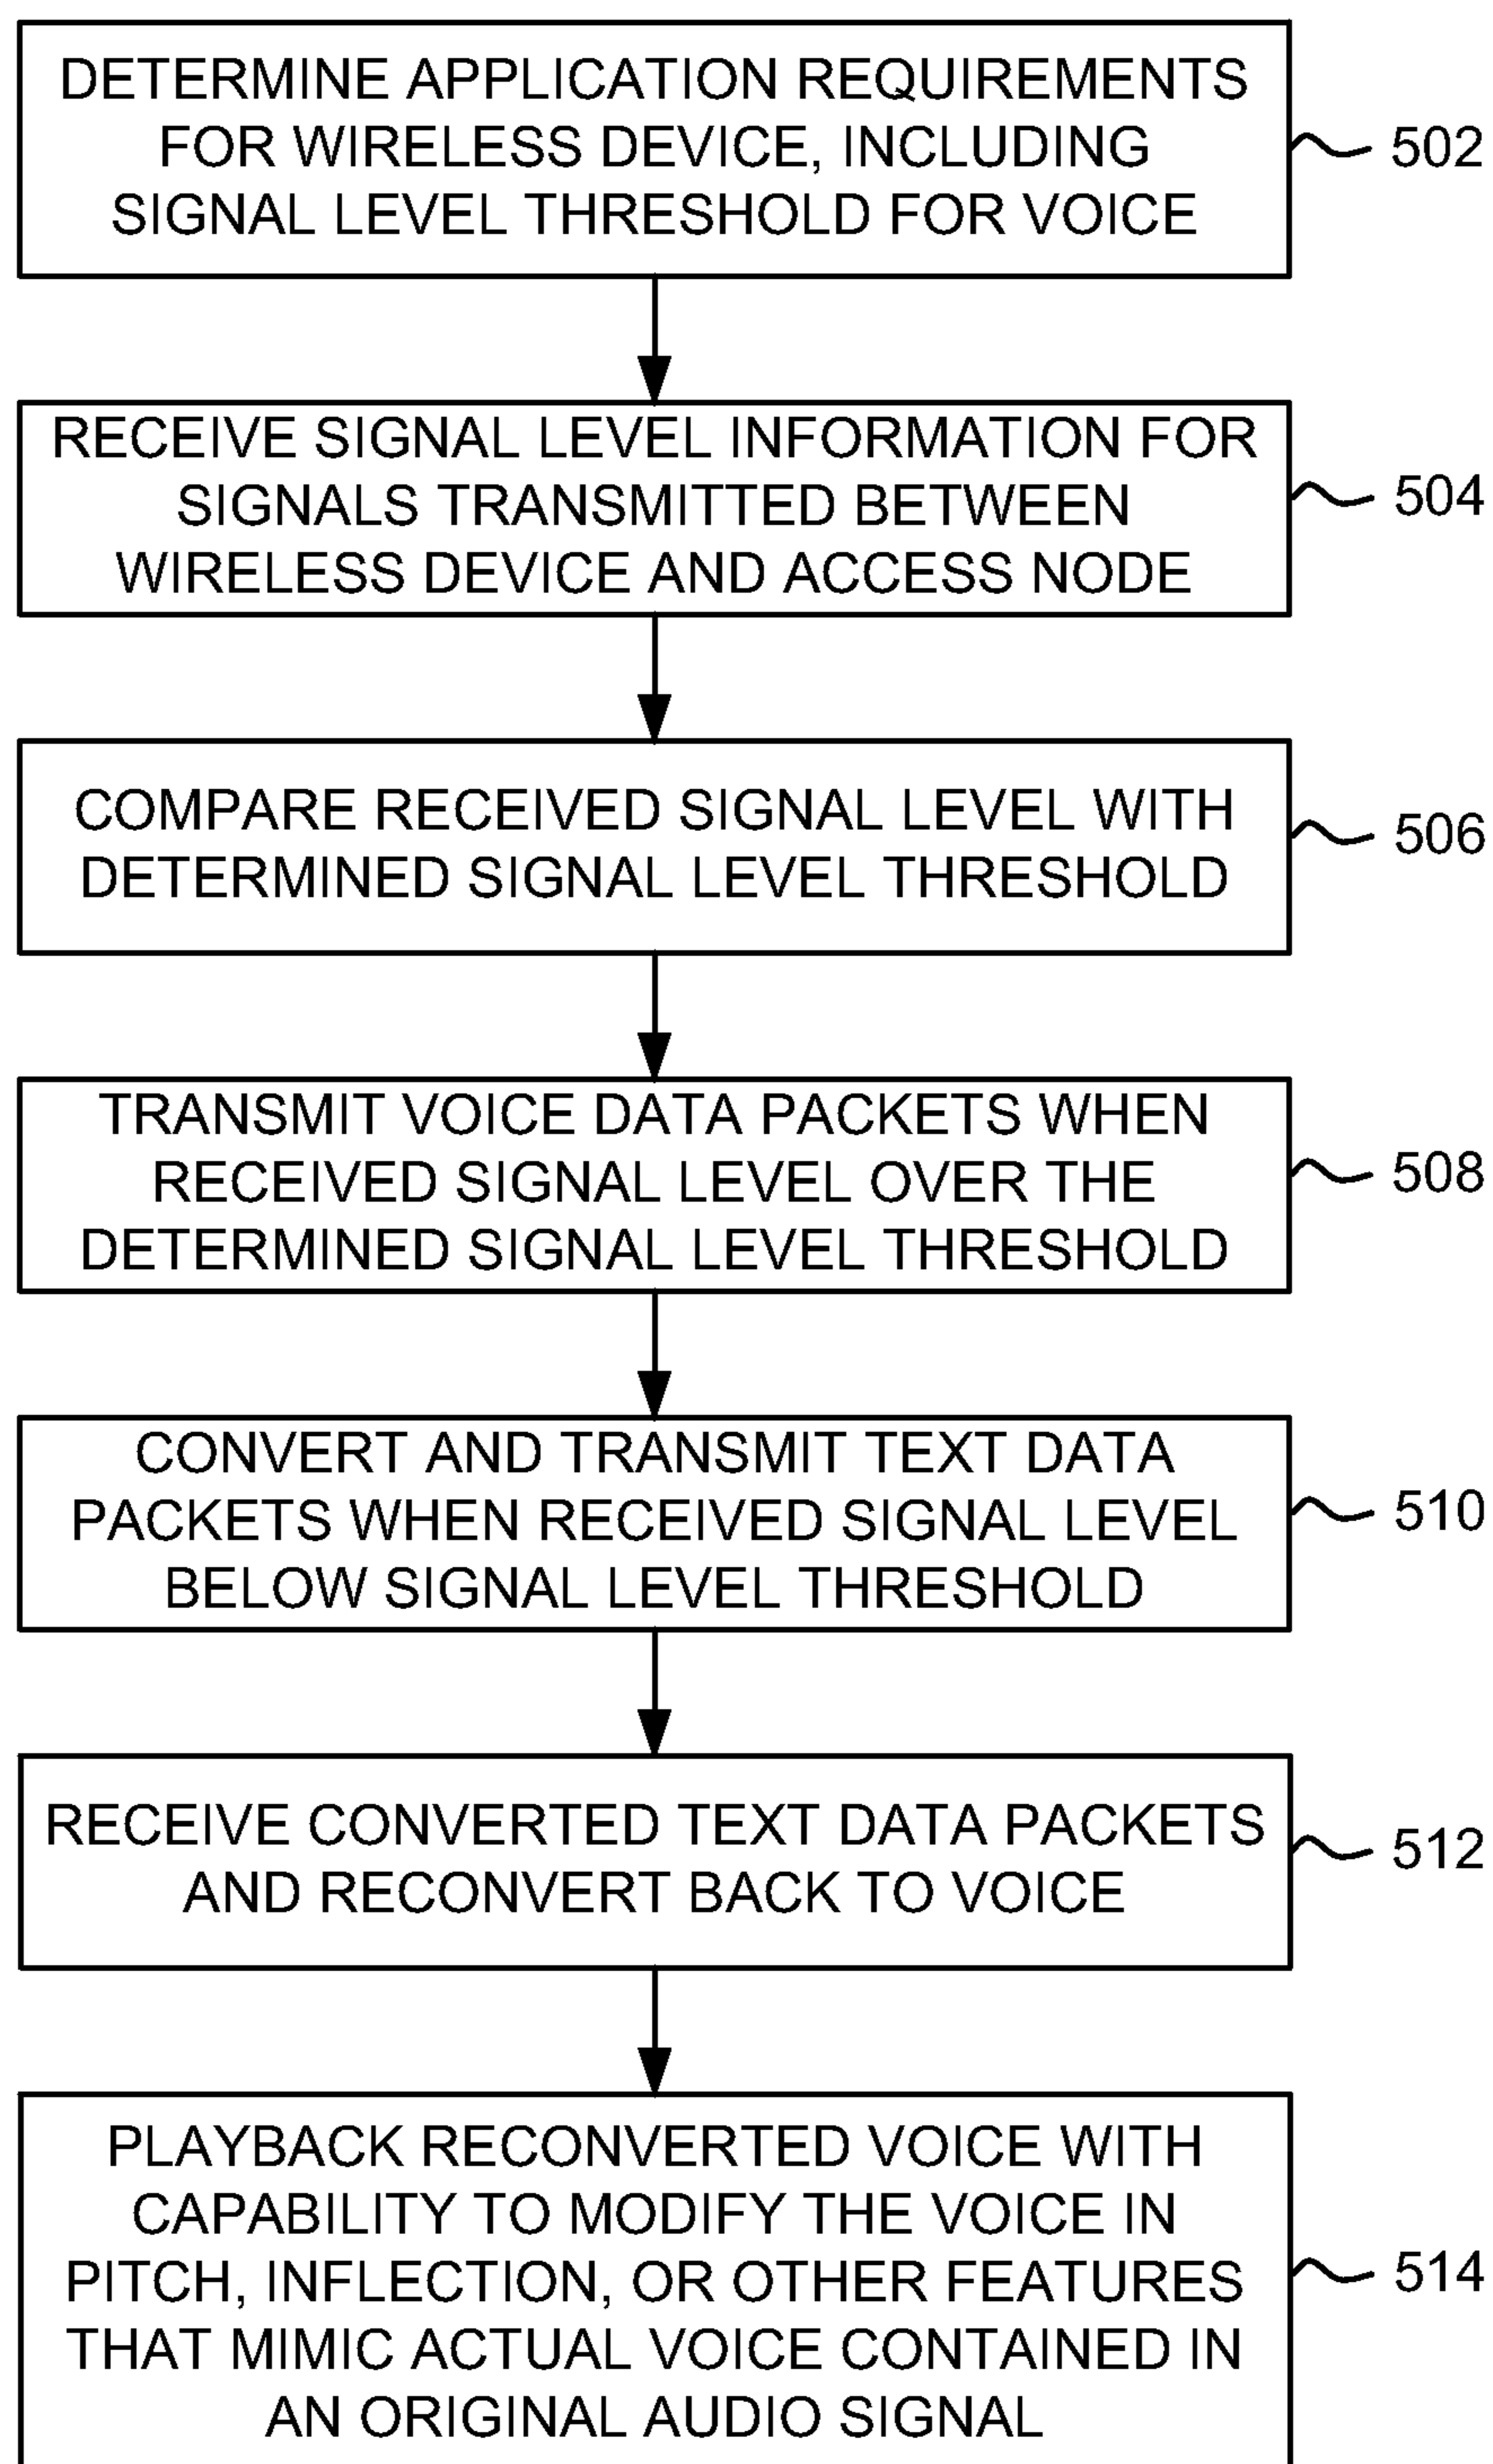 DETERMINE APPLICATION REQUIREMENTS
FOR WIRELESS DEVICE, INCLUDING
SIGNAL LEVEL THRESHOLD FOR VOICE
502
RECEIVE SIGNAL LEVEL INFORMATION FOR
SIGNALS TRANSMITTED BETWEEN
WIRELESS DEVICE AND ACCESS NODE
504
COMPARE RECEIVED SIGNAL LEVEL WITH
DETERMINED SIGNAL LEVEL THRESHOLD
506
TRANSMIT VOICE DATA PACKETS WHEN
RECEIVED SIGNAL LEVEL OVER THE
DETERMINED SIGNAL LEVEL THRESHOLD
508
CONVERT AND TRANSMIT TEXT DATA
PACKETS WHEN RECEIVED SIGNAL LEVEL
BELOW SIGNAL LEVEL THRESHOLD
510
RECEIVE CONVERTED TEXT DATA PACKETS
AND RECONVERT BACK TO VOICE
512
PLAYBACK RECONVERTED VOICE WITH
CAPABILITY TO MODIFY THE VOICE IN
PITCH, INFLECTION, OR OTHER FEATURES
THAT MIMIC ACTUAL VOICE CONTAINED IN
AN ORIGINAL AUDIO SIGNAL
514